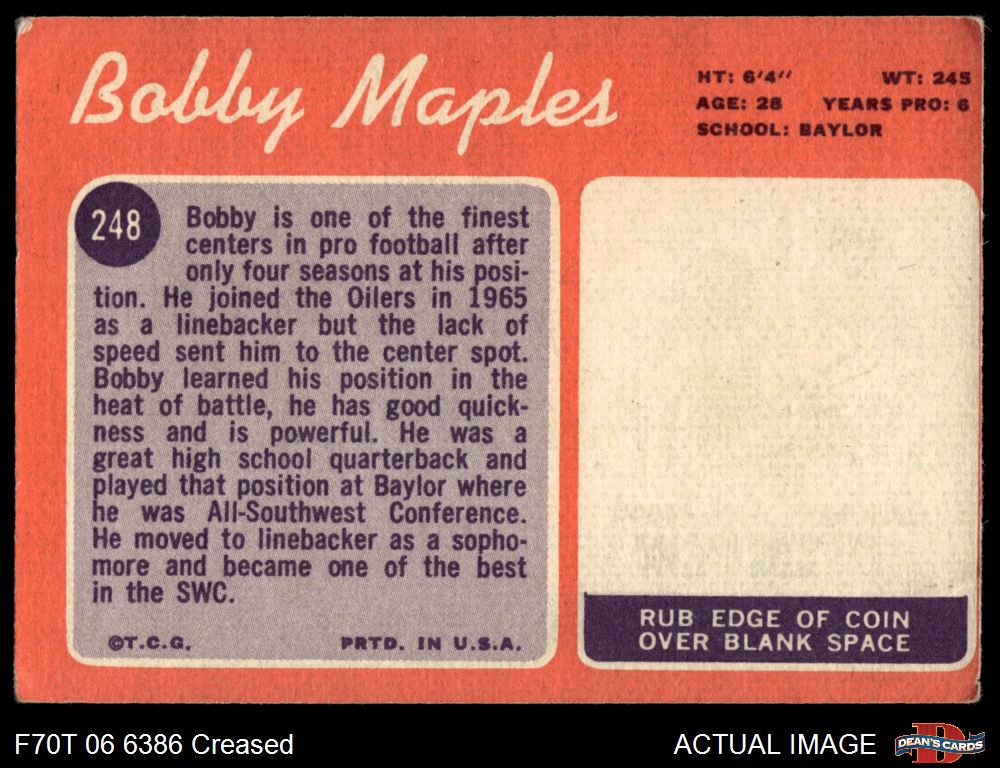 Bobby Maples
HT: 6'4" WT: 245
AGE: 28 YEARS PRO: 6
SCHOOL: BAYLOR
248
Bobby is one of the finest
centers in pro football after
only four seasons at his posi-
tion. He joined the Oilers in 1965
as a linebacker but the lack of
speed sent him to the center spot.
Bobby learned his position in the
heat of battle, he has good quick-
ness and is powerful. He was a
great high school quarterback and
played that position at Baylor where
he was All-Southwest Conference.
He moved to linebacker as a sopho-
more and became one of the best
in the SWC.
©T.C.G. PRTD. IN U.S.A.
RUB EDGE OF COIN
OVER BLANK SPACE
F70T 06 6386 Creased
ACTUAL IMAGE
D
DEAN'S CARDS